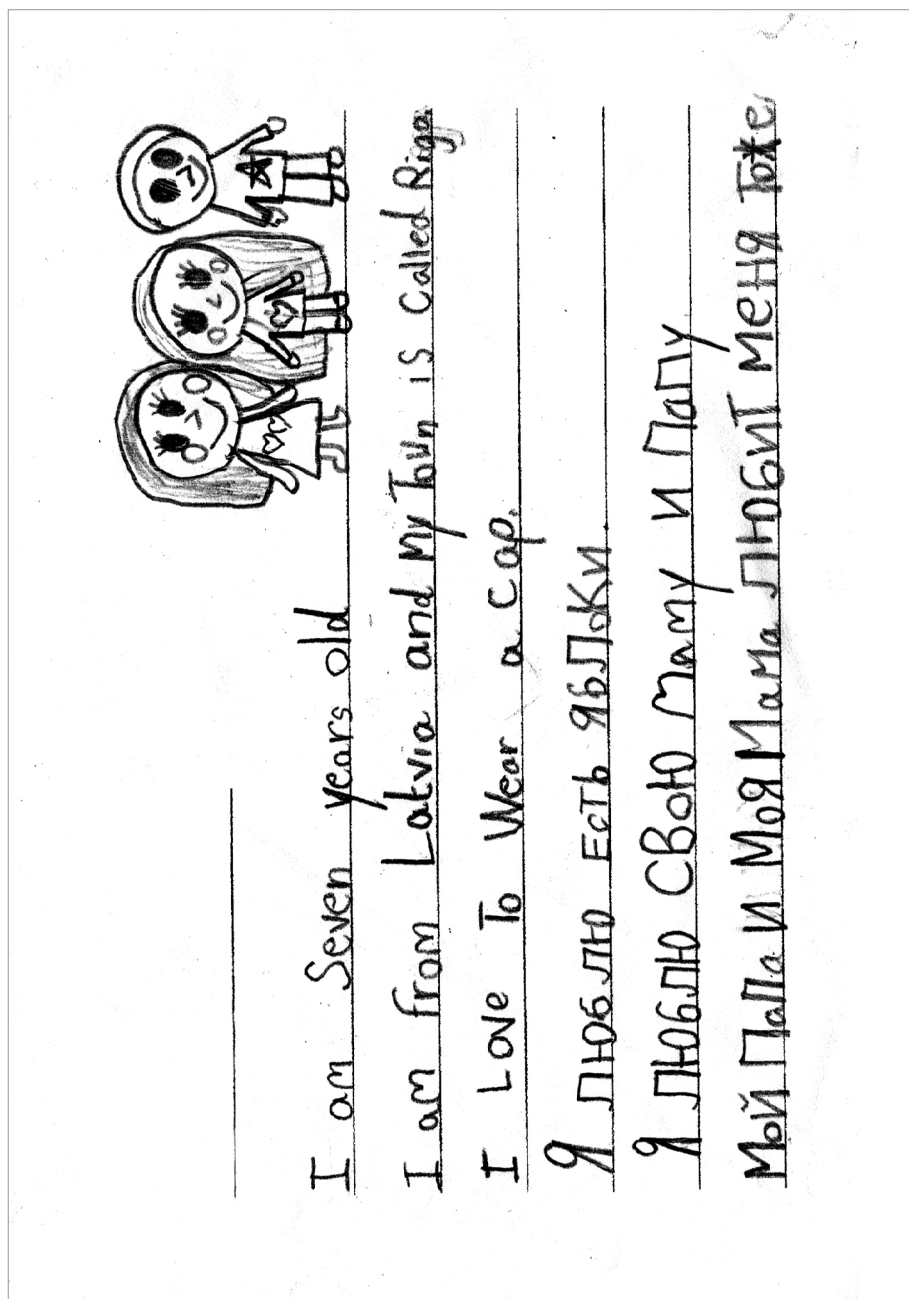 I am Seven years old
I am from Latvia and my Town is called Riga
I Love To Wear a cap.
Я люблю Есть ябЛоКи.
Я люблю Свою Маму и Папу
Мой Папа и Моя Мама любит меня Тоже